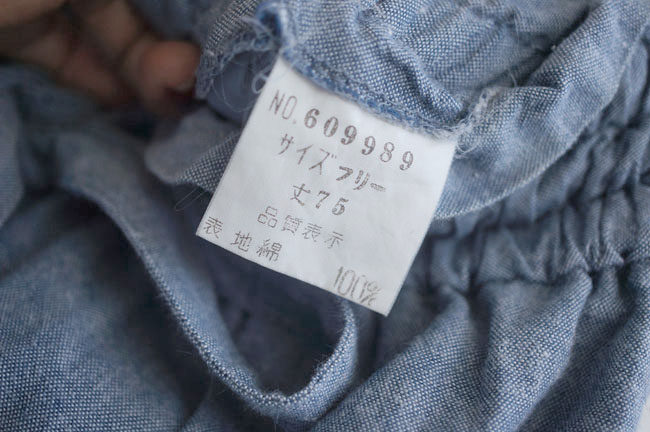 NO. 609989
サイズフリー
丈75
品質表示
表地綿 100%